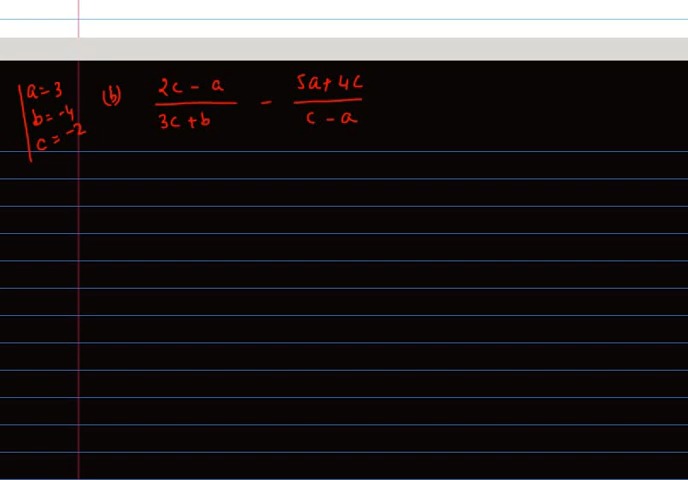 a = 3
b = -4
c = -2
(b) (2c - a)/(3c + b) - (5a + 4c)/(c - a)